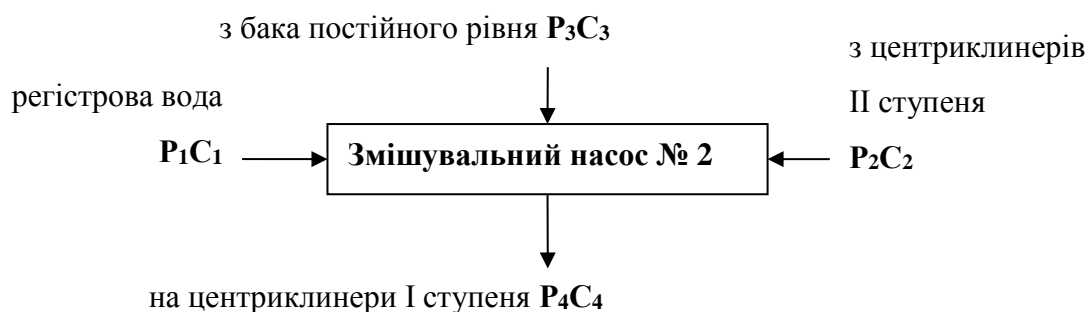 з бака постійного рівня P₃C₃
з центриклинерів
регістрова вода
II ступеня
P₁C₁
Змішувальний насос № 2
P₂C₂
на центриклинери I ступеня P₄C₄